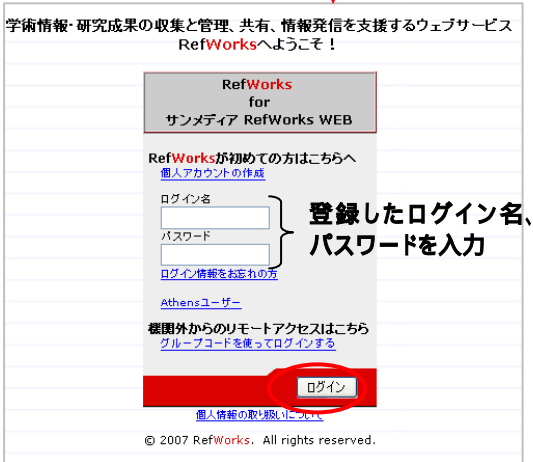 学術情報・研究成果の収集と管理、共有、情報発信を支援するウェブサービス
RefWorksへようこそ！
RefWorks
for
サンメディア RefWorks WEB
RefWorksが初めての方はこちらへ
個人アカウントの作成
ログイン名
パスワード
登録したログイン名、
パスワードを入力
ログイン情報をお忘れの方
Athensユーザー
機関外からのリモートアクセスはこちら
グループコードを使ってログインする
ログイン
個人情報の取り扱いについて
© 2007 RefWorks. All rights reserved.